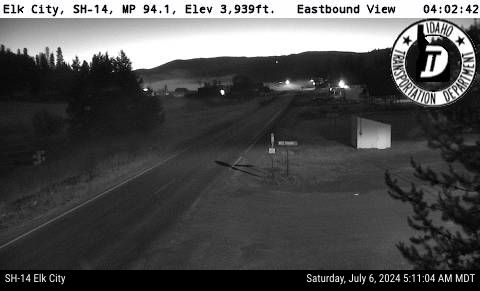 Elk City, SH-14, MP 94.1, Elev 3,939ft. Eastbound View 04:02:42
IDAHO
TRANSPORTATION DEPARTMENT
SH-14 Elk City Saturday, July 6, 2024 5:11:04 AM MDT